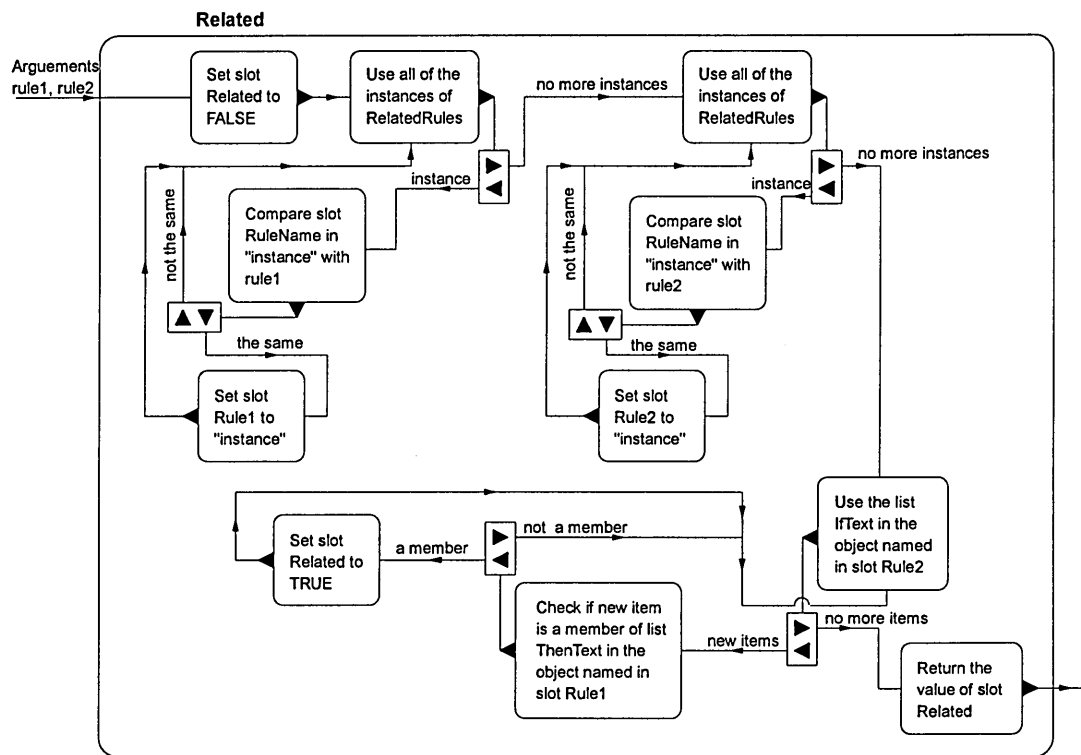 Related
Arguements
rule1, rule2
Set slot
Related to
FALSE
Use all of the
instances of
RelatedRules
no more instances
instance
Compare slot
RuleName in
"instance" with
rule1
not the same
the same
Set slot
Rule1 to
"instance"
Use all of the
instances of
RelatedRules
no more instances
instance
Compare slot
RuleName in
"instance" with
rule2
not the same
the same
Set slot
Rule2 to
"instance"
Use the list
IfText in the
object named
in slot Rule2
no more items
new items
Check if new item
is a member of list
ThenText in the
object named in
slot Rule1
not a member
a member
Set slot
Related to
TRUE
Return the
value of slot
Related